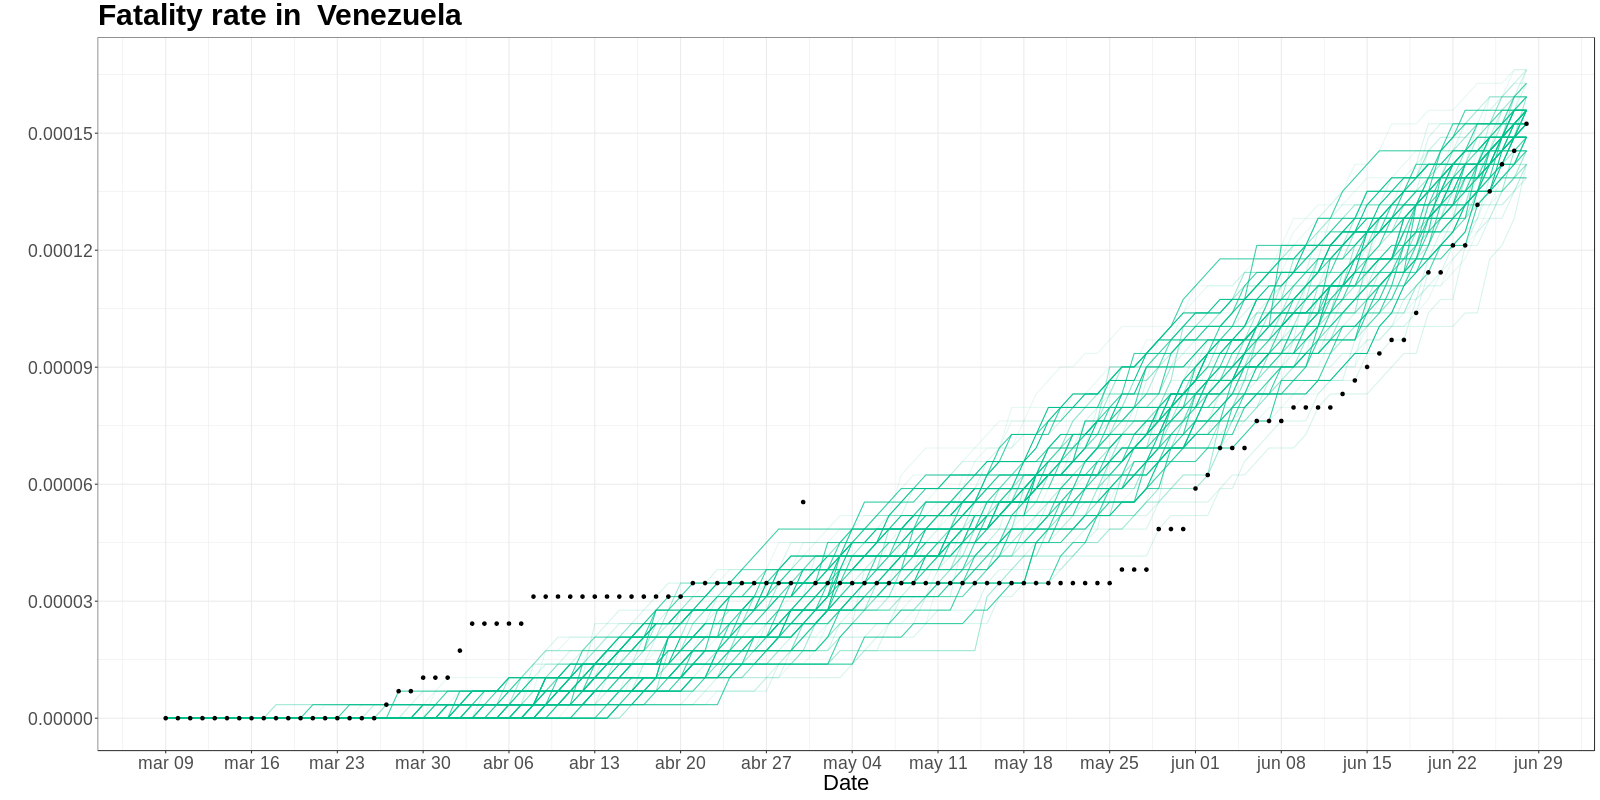 Fatality rate in  Venezuela
0.00015
0.00012
0.00009
0.00006
0.00003
0.00000
mar 09 mar 16 mar 23 mar 30 abr 06 abr 13 abr 20 abr 27 may 04 may 11 may 18 may 25 jun 01 jun 08 jun 15 jun 22 jun 29
Date